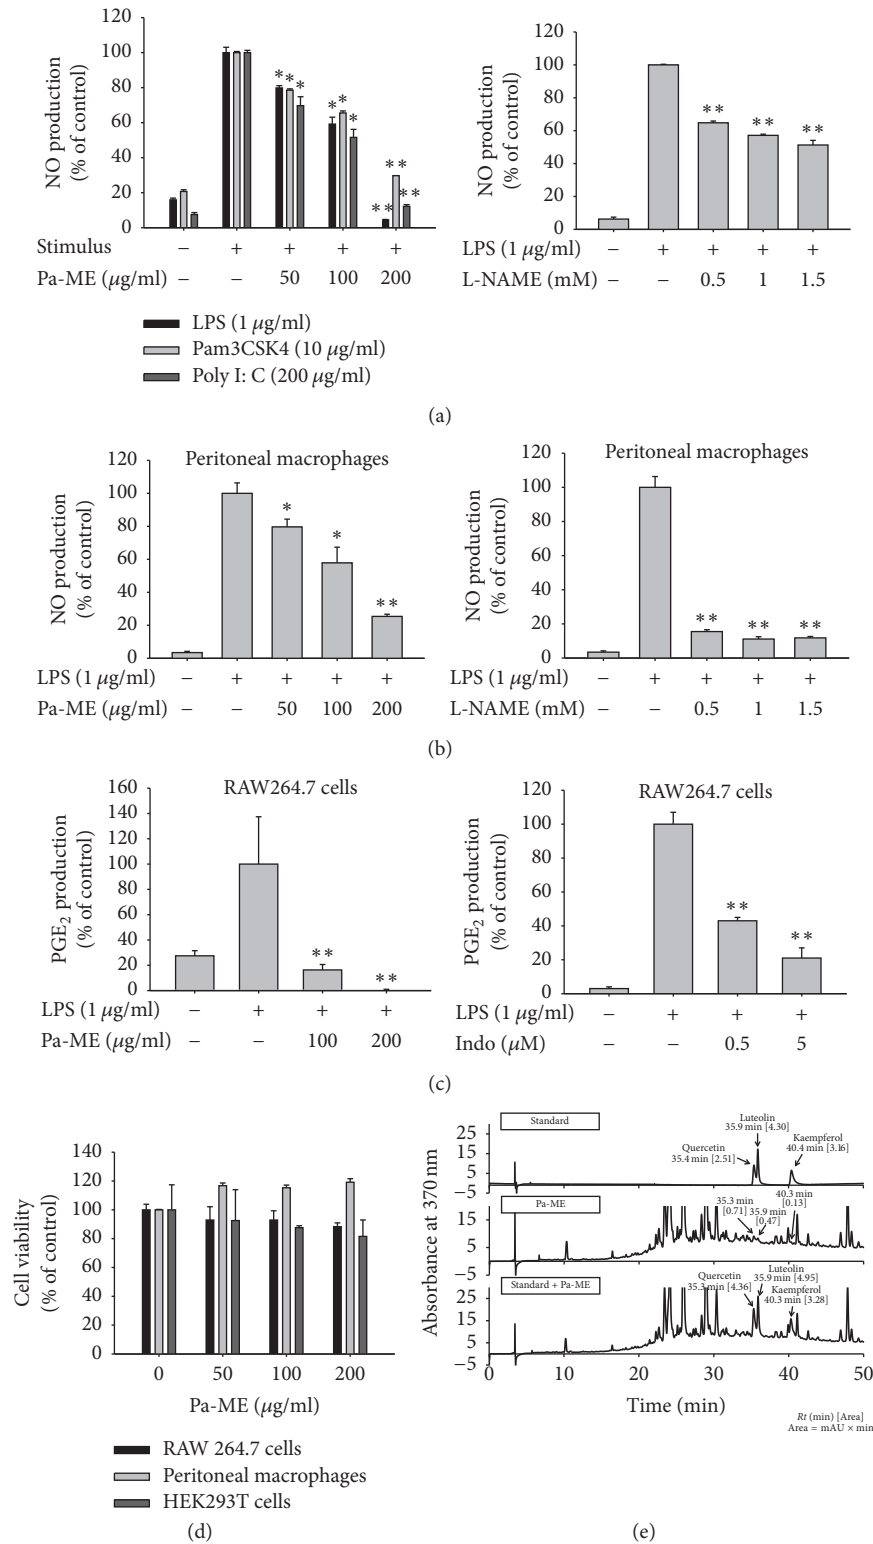 120
100
80
60
40
20
0
NO production
(% of control)
* * *
* * *
** ** **
Stimulus − + + + +
Pa-ME (μg/ml) − − 50 100 200
LPS (1 μg/ml)
Pam3CSK4 (10 μg/ml)
Poly I: C (200 μg/ml)
120
100
80
60
40
20
0
NO production
(% of control)
** ** **
LPS (1 μg/ml) − + + + +
L-NAME (mM) − − 0.5 1 1.5
(a)
120
100
80
60
40
20
0
NO production
(% of control)
Peritoneal macrophages
* * **
LPS (1 μg/ml) − + + + +
Pa-ME (μg/ml) − − 50 100 200
120
100
80
60
40
20
0
NO production
(% of control)
Peritoneal macrophages
** ** **
LPS (1 μg/ml) − + + + +
L-NAME (mM) − − 0.5 1 1.5
(b)
160
140
120
100
80
60
40
20
0
PGE₂ production
(% of control)
RAW264.7 cells
** **
LPS (1 μg/ml) − + + +
Pa-ME (μg/ml) − − 100 200
120
100
80
60
40
20
0
PGE₂ production
(% of control)
RAW264.7 cells
** **
LPS (1 μg/ml) − + + +
Indo (μM) − − 0.5 5
(c)
140
120
100
80
60
40
20
0
Cell viability
(% of control)
0 50 100 200
Pa-ME (μg/ml)
RAW 264.7 cells
Peritoneal macrophages
HEK293T cells
(d)
Absorbance at 370 nm
Standard
25
15
5
−5
Quercetin
35.4 min [2.51]
Luteolin
35.9 min [4.30]
Kaempferol
40.4 min [3.16]
Pa-ME
15
5
−5
35.3 min
[0.71]
35.9 min
[0.47]
40.3 min
[0.13]
Standard + Pa-ME
25
15
5
−5
Quercetin
35.3 min [4.36]
Luteolin
35.9 min [4.95]
Kaempferol
40.3 min [3.28]
0 10 20 30 40 50
Time (min)
Rt (min) [Area]
Area = mAU × min
(e)